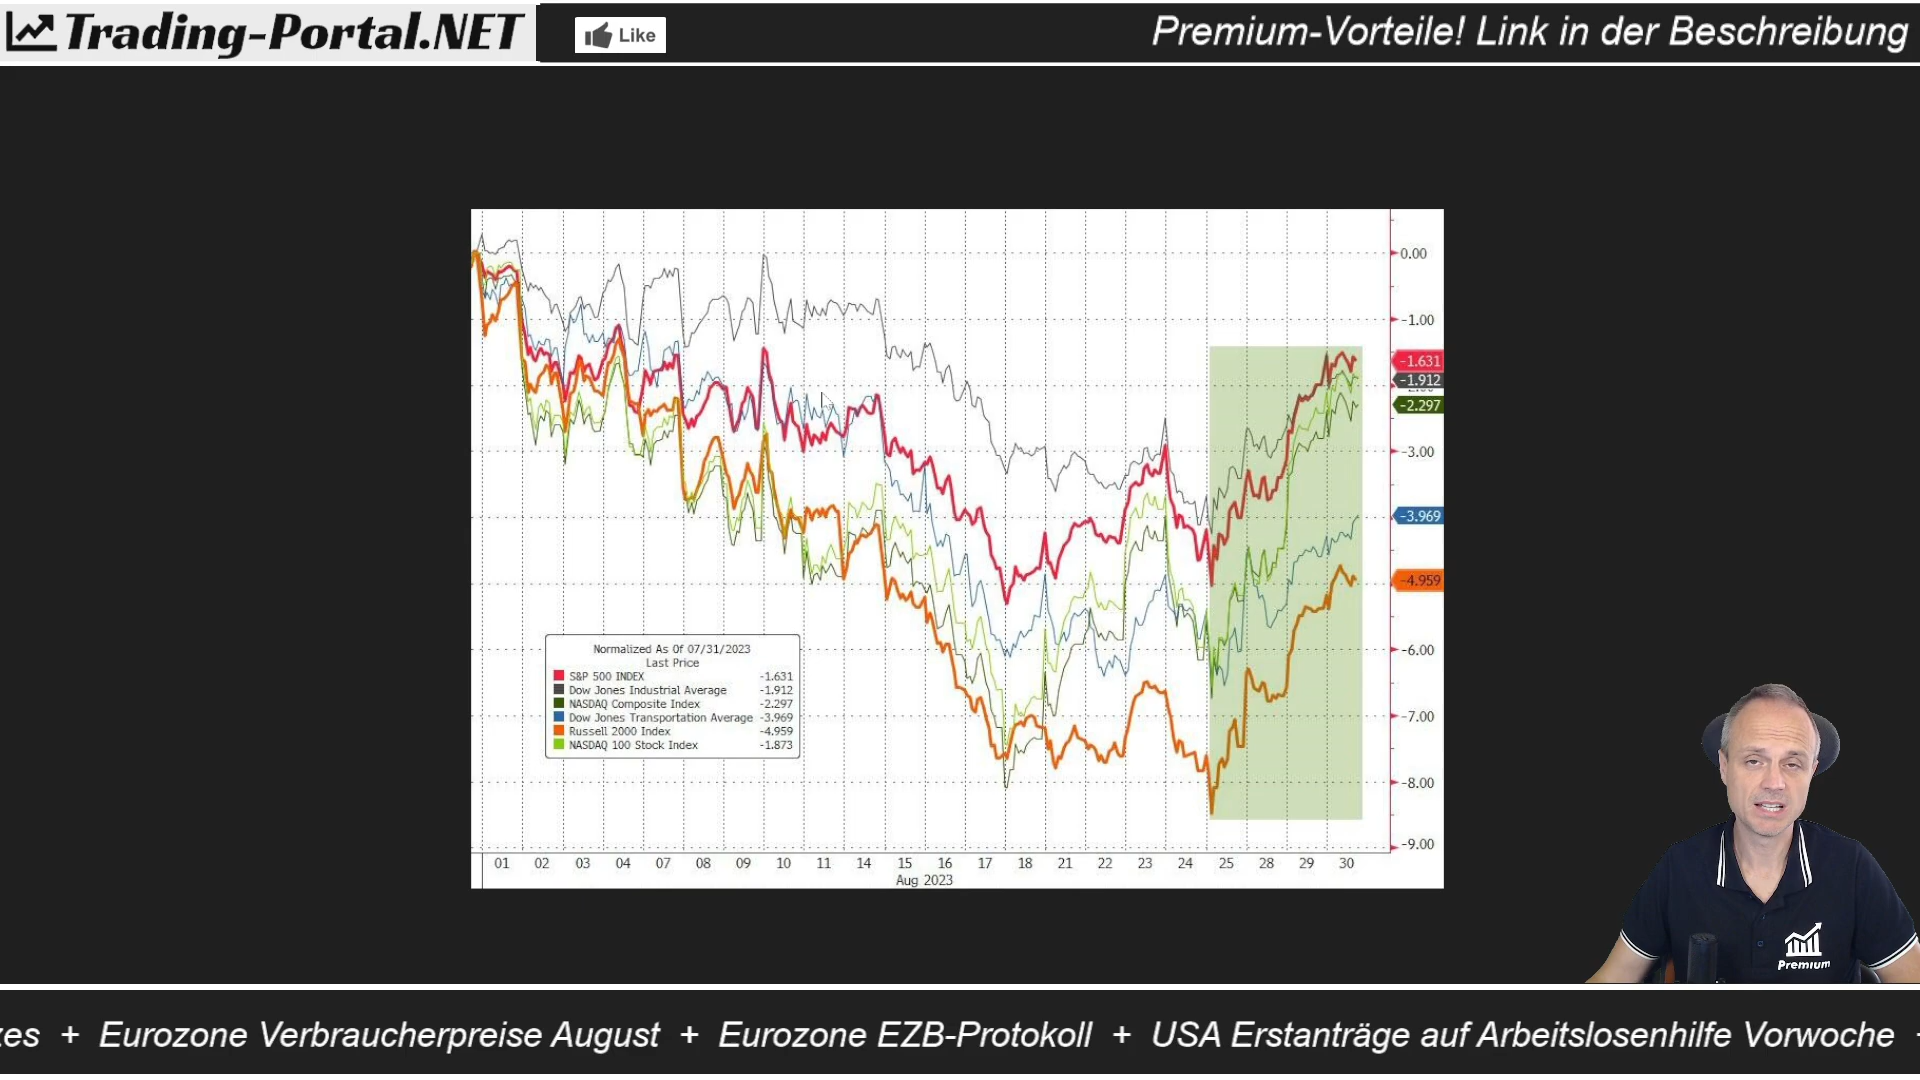 Trading-Portal.NET
Like
Premium-Vorteile! Link in der Beschreibung
0.00
-1.00
-1.631
-1.912
-2.297
-3.00
-3.969
-4.959
-6.00
-7.00
-8.00
-9.00
Normalized As Of 07/31/2023
Last Price
S&P 500 INDEX -1.631
Dow Jones Industrial Average -1.912
NASDAQ Composite Index -2.297
Dow Jones Transportation Average -3.969
Russell 2000 Index -4.959
NASDAQ 100 Stock Index -1.873
01 02 03 04 07 08 09 10 11 14 15 16 17 18 21 22 23 24 25 28 29 30
Aug 2023
Premium
zes + Eurozone Verbraucherpreise August + Eurozone EZB-Protokoll + USA Erstanträge auf Arbeitslosenhilfe Vorwoche +